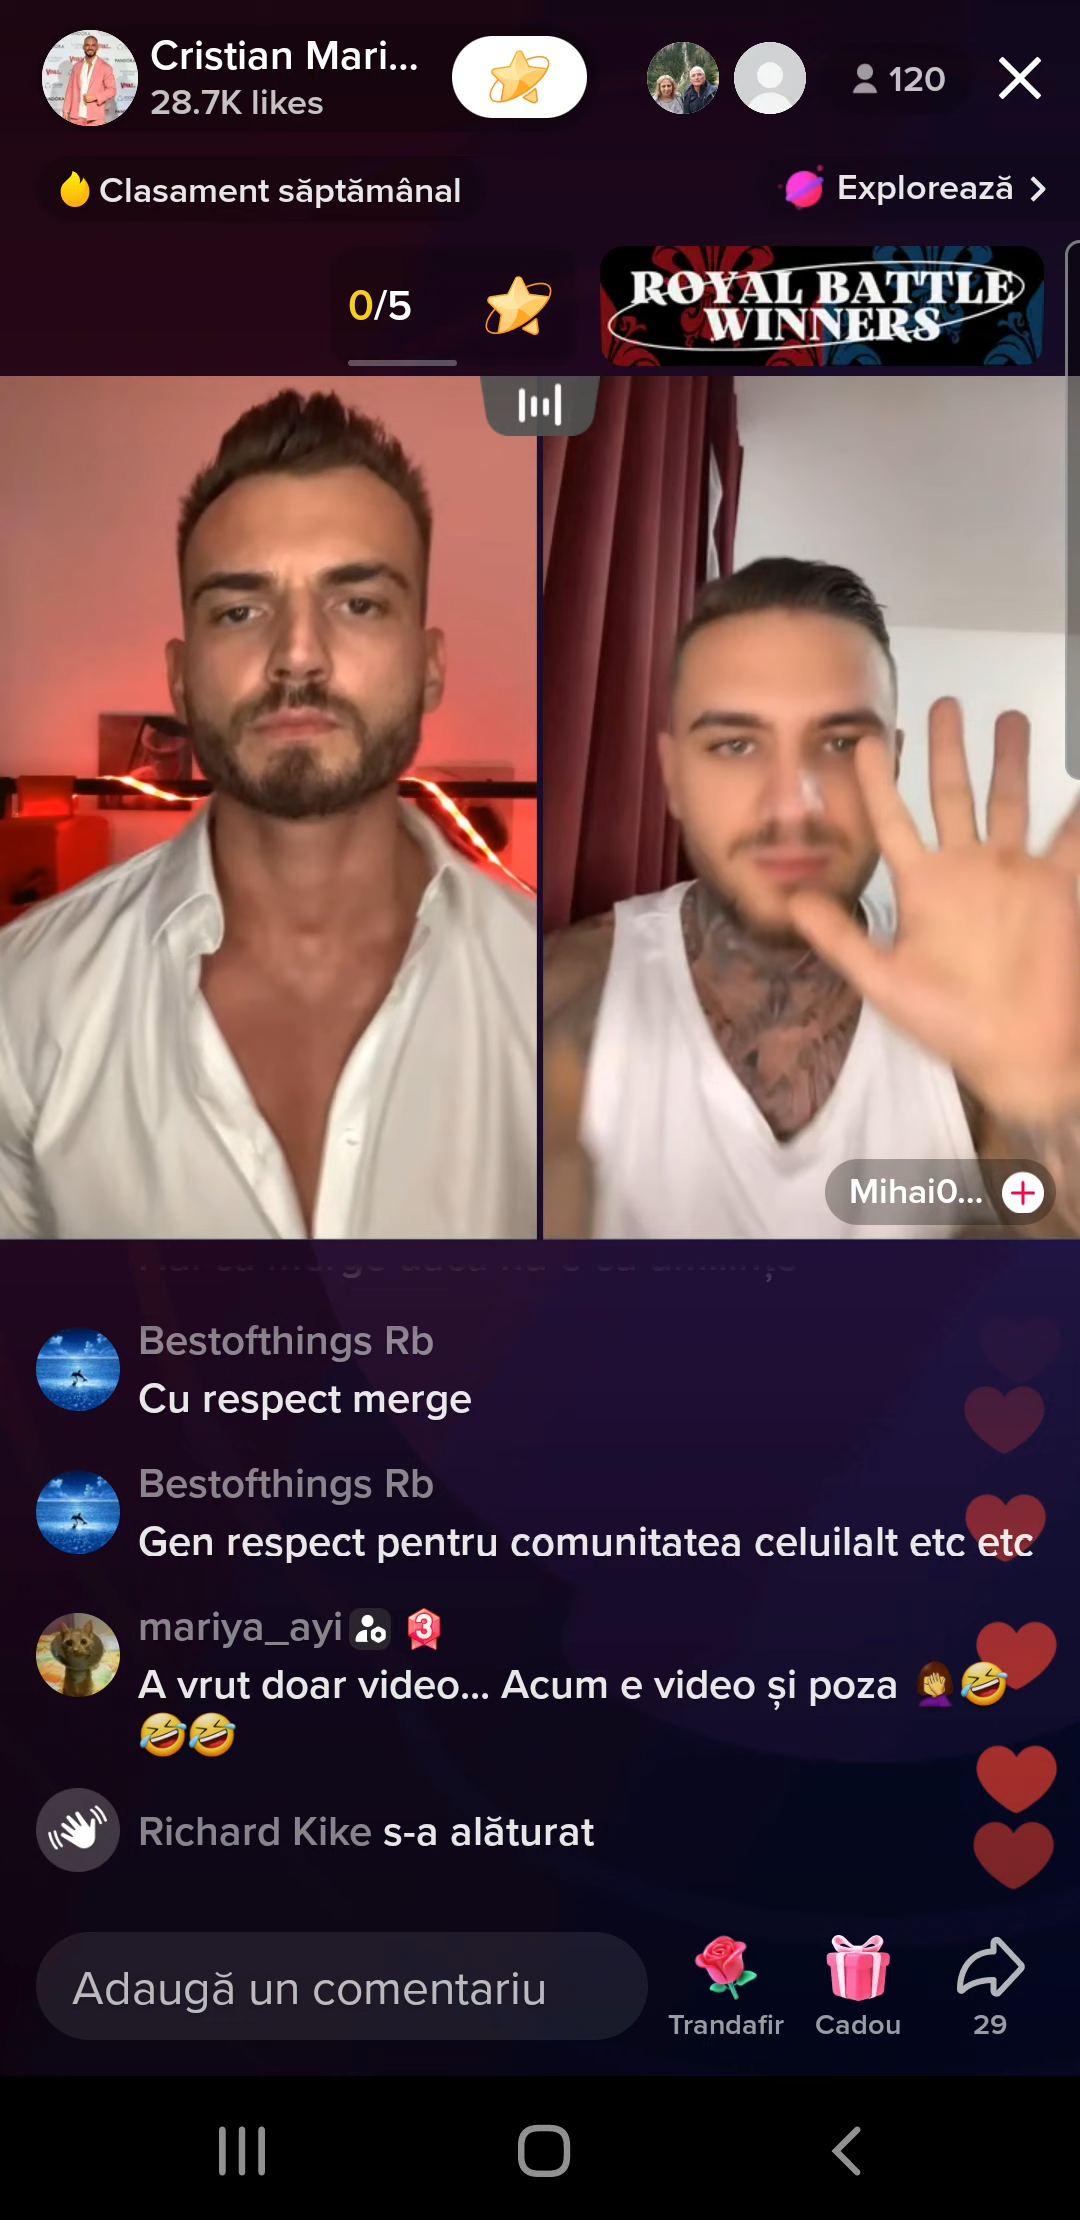 Cristian Mari...
28.7K likes
120
Clasament săptămânal
Explorează
0/5
ROYAL BATTLE
WINNERS
Mihai0...
Bestofthings Rb
Cu respect merge
Bestofthings Rb
Gen respect pentru comunitatea celuilalt etc etc
mariya_ayi 3
A vrut doar video... Acum e video și poza 🤦‍♀️🤣
🤣🤣
Richard Kike s-a alăturat
Adaugă un comentariu
Trandafir
Cadou
29